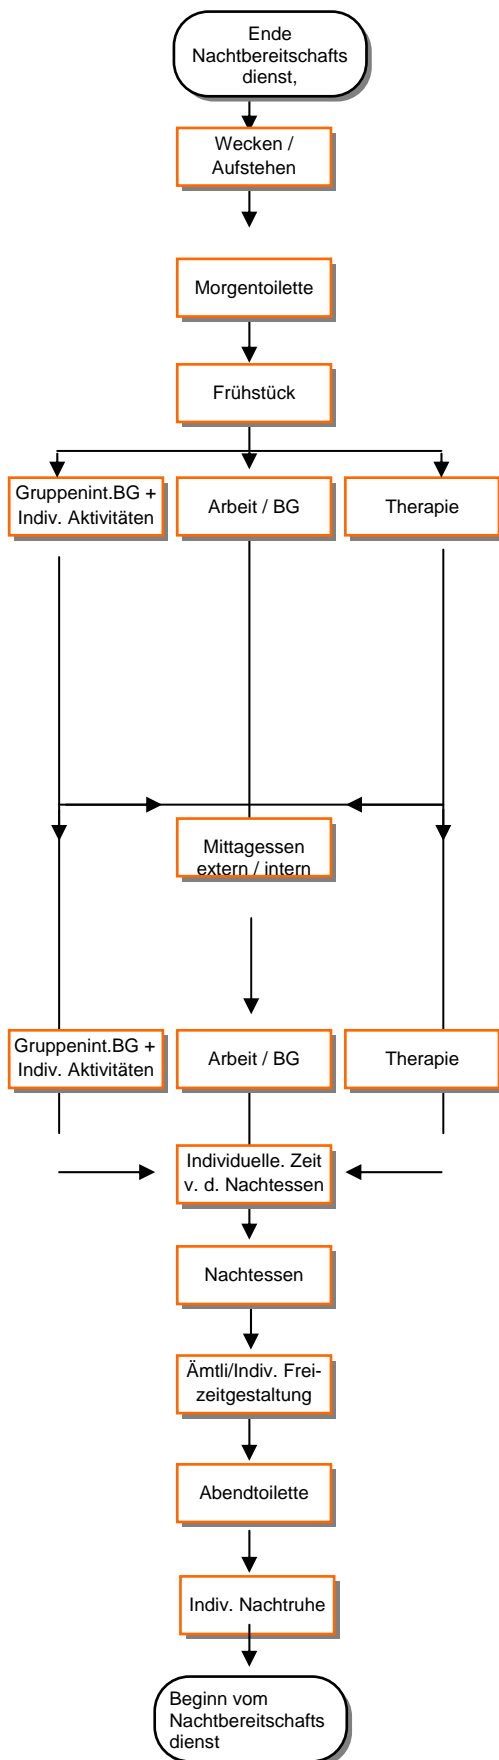 Ende
Nachtbereitschafts
dienst,
Wecken /
Aufstehen
Morgentoilette
Frühstück
Gruppenint.BG +
Indiv. Aktivitäten
Arbeit / BG
Therapie
Mittagessen
extern / intern
Gruppenint.BG +
Indiv. Aktivitäten
Arbeit / BG
Therapie
Individuelle. Zeit
v. d. Nachtessen
Nachtessen
Ämtli/Indiv. Frei-
zeitgestaltung
Abendtoilette
Indiv. Nachtruhe
Beginn vom
Nachtbereitschafts
dienst